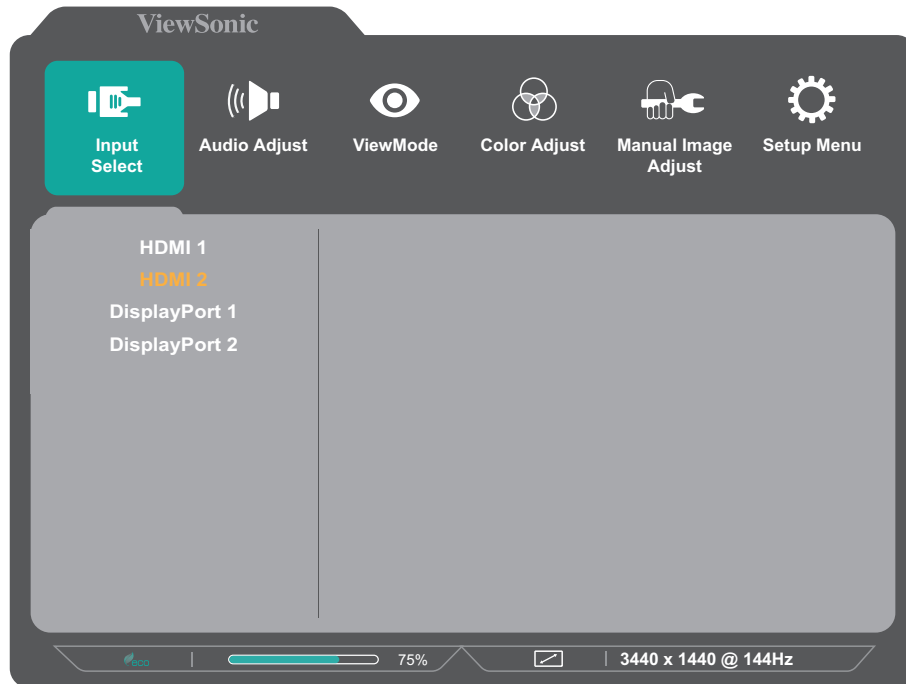 ViewSonic
Input
Select
Audio Adjust
ViewMode
Color Adjust
Manual Image
Adjust
Setup Menu
HDMI 1
HDMI 2
DisplayPort 1
DisplayPort 2
eco
75%
3440 x 1440 @ 144Hz